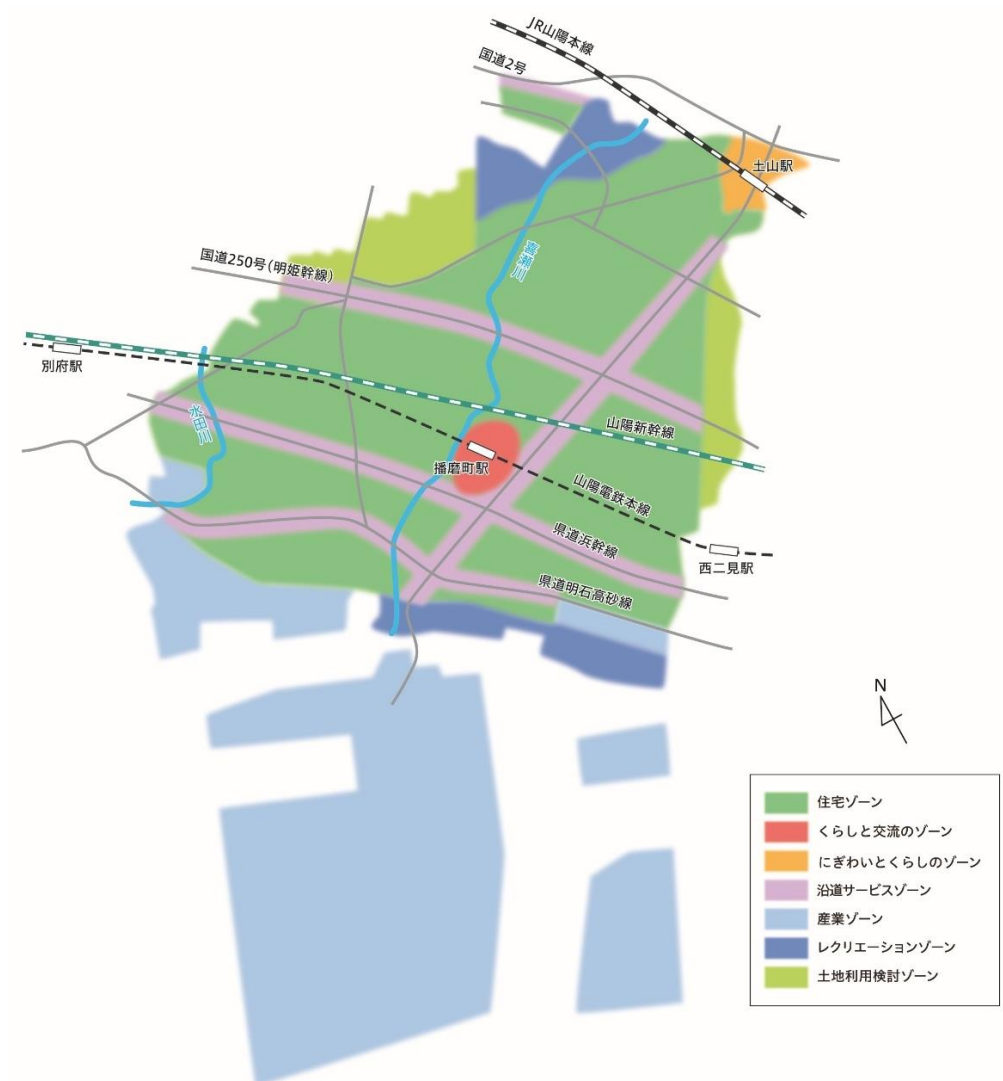 JR山陽本線
国道2号
土山駅
喜瀬川
国道250号(明姫幹線)
別府駅
水田川
山陽新幹線
播磨町駅
山陽電鉄本線
県道浜幹線
西二見駅
県道明石高砂線
N
住宅ゾーン
くらしと交流のゾーン
にぎわいとくらしのゾーン
沿道サービスゾーン
産業ゾーン
レクリエーションゾーン
土地利用検討ゾーン